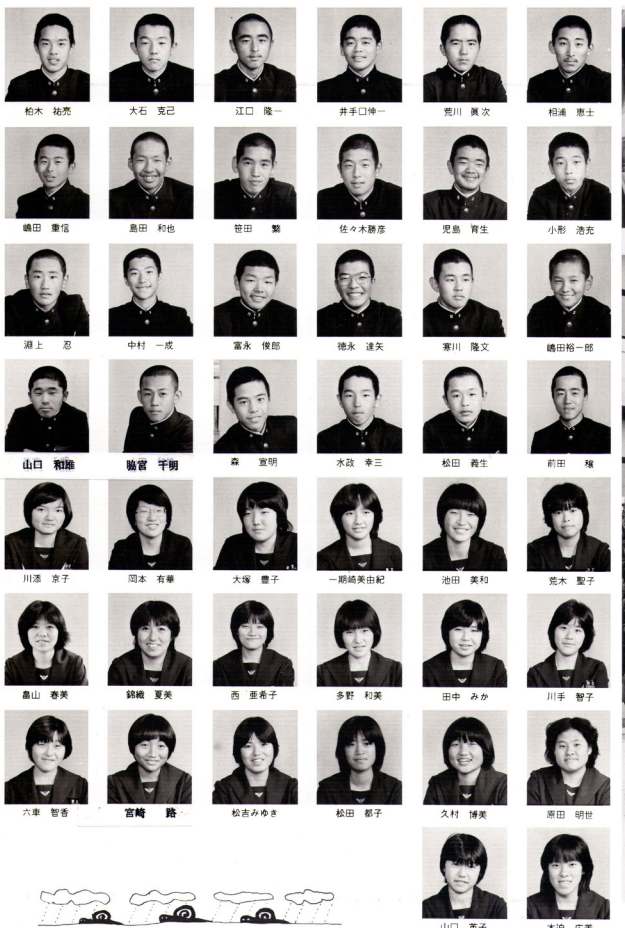 柏木 祐亮 大石 克己 江口 隆一 井手口伸一 荒川 眞次 相浦 恵士
嶋田 重信 島田 和也 笹田 繁 佐々木勝彦 児島 育生 小形 浩充
淵上 忍 中村 一成 富永 俊郎 徳永 達矢 寒川 隆文 嶋田裕一郎
山口 和雄 脇宮 千明 森 宣明 水政 幸三 松田 義生 前田 穣
川添 京子 岡本 有華 大塚 豊子 一期崎美由紀 池田 美和 荒木 聖子
畠山 春美 錦織 夏美 西 亜希子 多野 和美 田中 みか 川手 智子
六車 智香 宮崎 路 松吉みゆき 松田 都子 久村 博美 原田 明世
山口 英子 広美